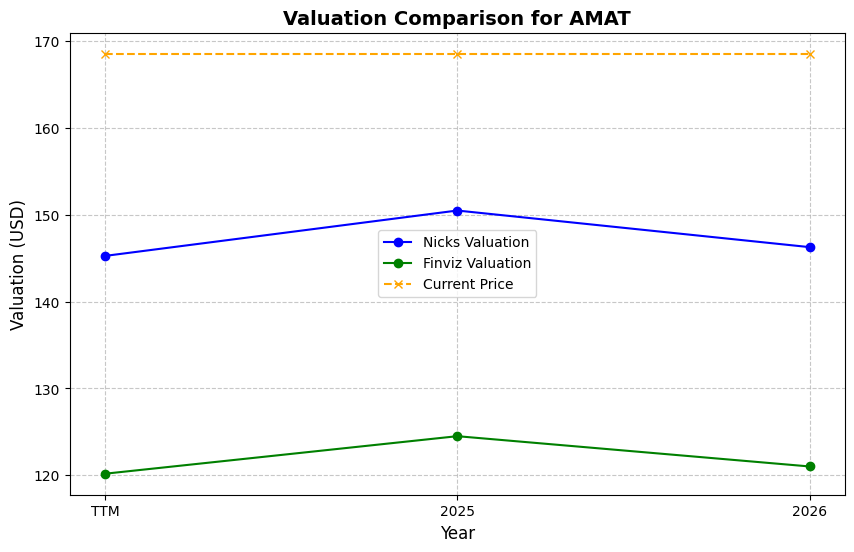 Valuation Comparison for AMAT
Valuation (USD)
170
160
150
140
130
120
Nicks Valuation
Finviz Valuation
Current Price
TTM
2025
2026
Year